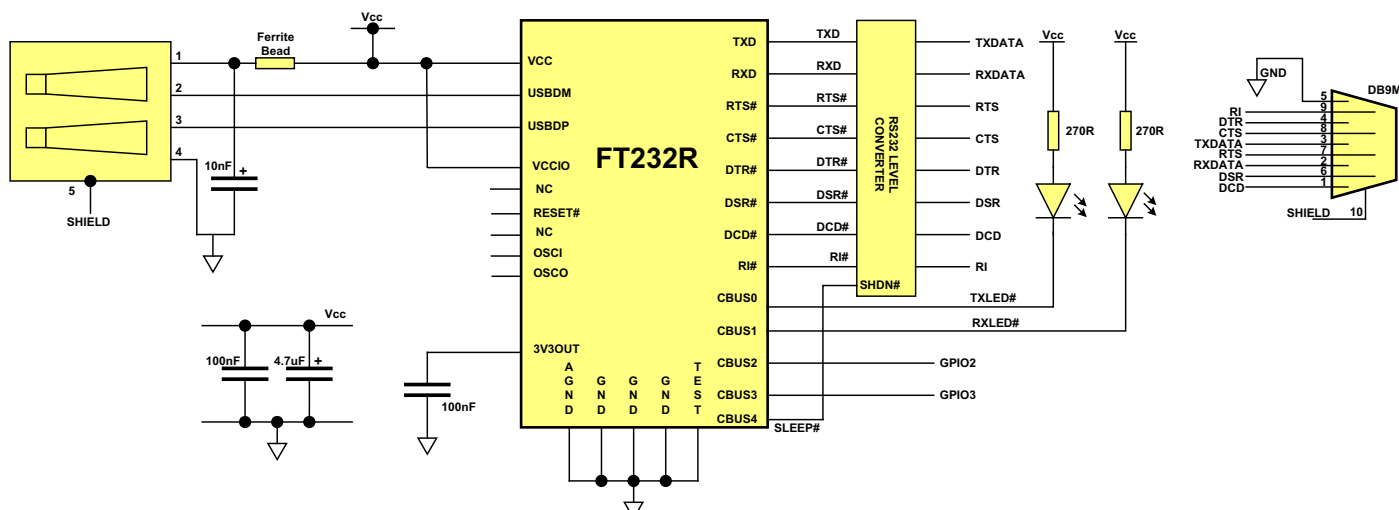 Vcc
Ferrite
Bead
1
2
3
4
5
SHIELD
10nF
+
VCC
USBDM
USBDP
VCCIO
NC
RESET#
NC
OSCI
OSCO
3V3OUT
FT232R
AGND
GND
GND
GND
TEST
TXD
RXD
RTS#
CTS#
DTR#
DSR#
DCD#
RI#
CBUS0
CBUS1
CBUS2
CBUS3
CBUS4
TXD
RXD
RTS#
CTS#
DTR#
DSR#
DCD#
RI#
SLEEP#
RS232 LEVEL
CONVERTER
SHDN#
TXDATA
RXDATA
RTS
CTS
DTR
DSR
DCD
RI
TXLED#
RXLED#
GPIO2
GPIO3
Vcc
Vcc
270R
270R
GND
DB9M
5
RI 9
DTR 4
CTS 8
TXDATA 3
RTS 7
RXDATA 2
DSR 6
DCD 1
SHIELD 10
Vcc
100nF
4.7uF +
100nF